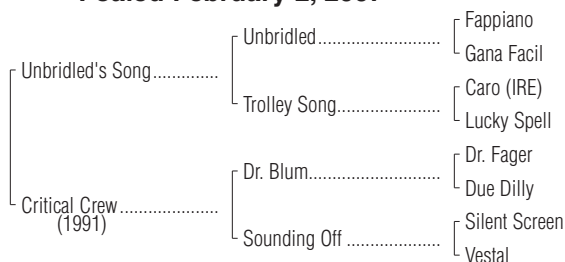 Foaled February
Fappiano
Unbridled
Gana Facil
Unbridled's Song
Caro (IRE)
Trolley Song
Lucky Spell
Dr. Fager
Dr. Blum
Due Dilly
Critical Crew
(1991)
Silent Screen
Sounding Off
Vestal